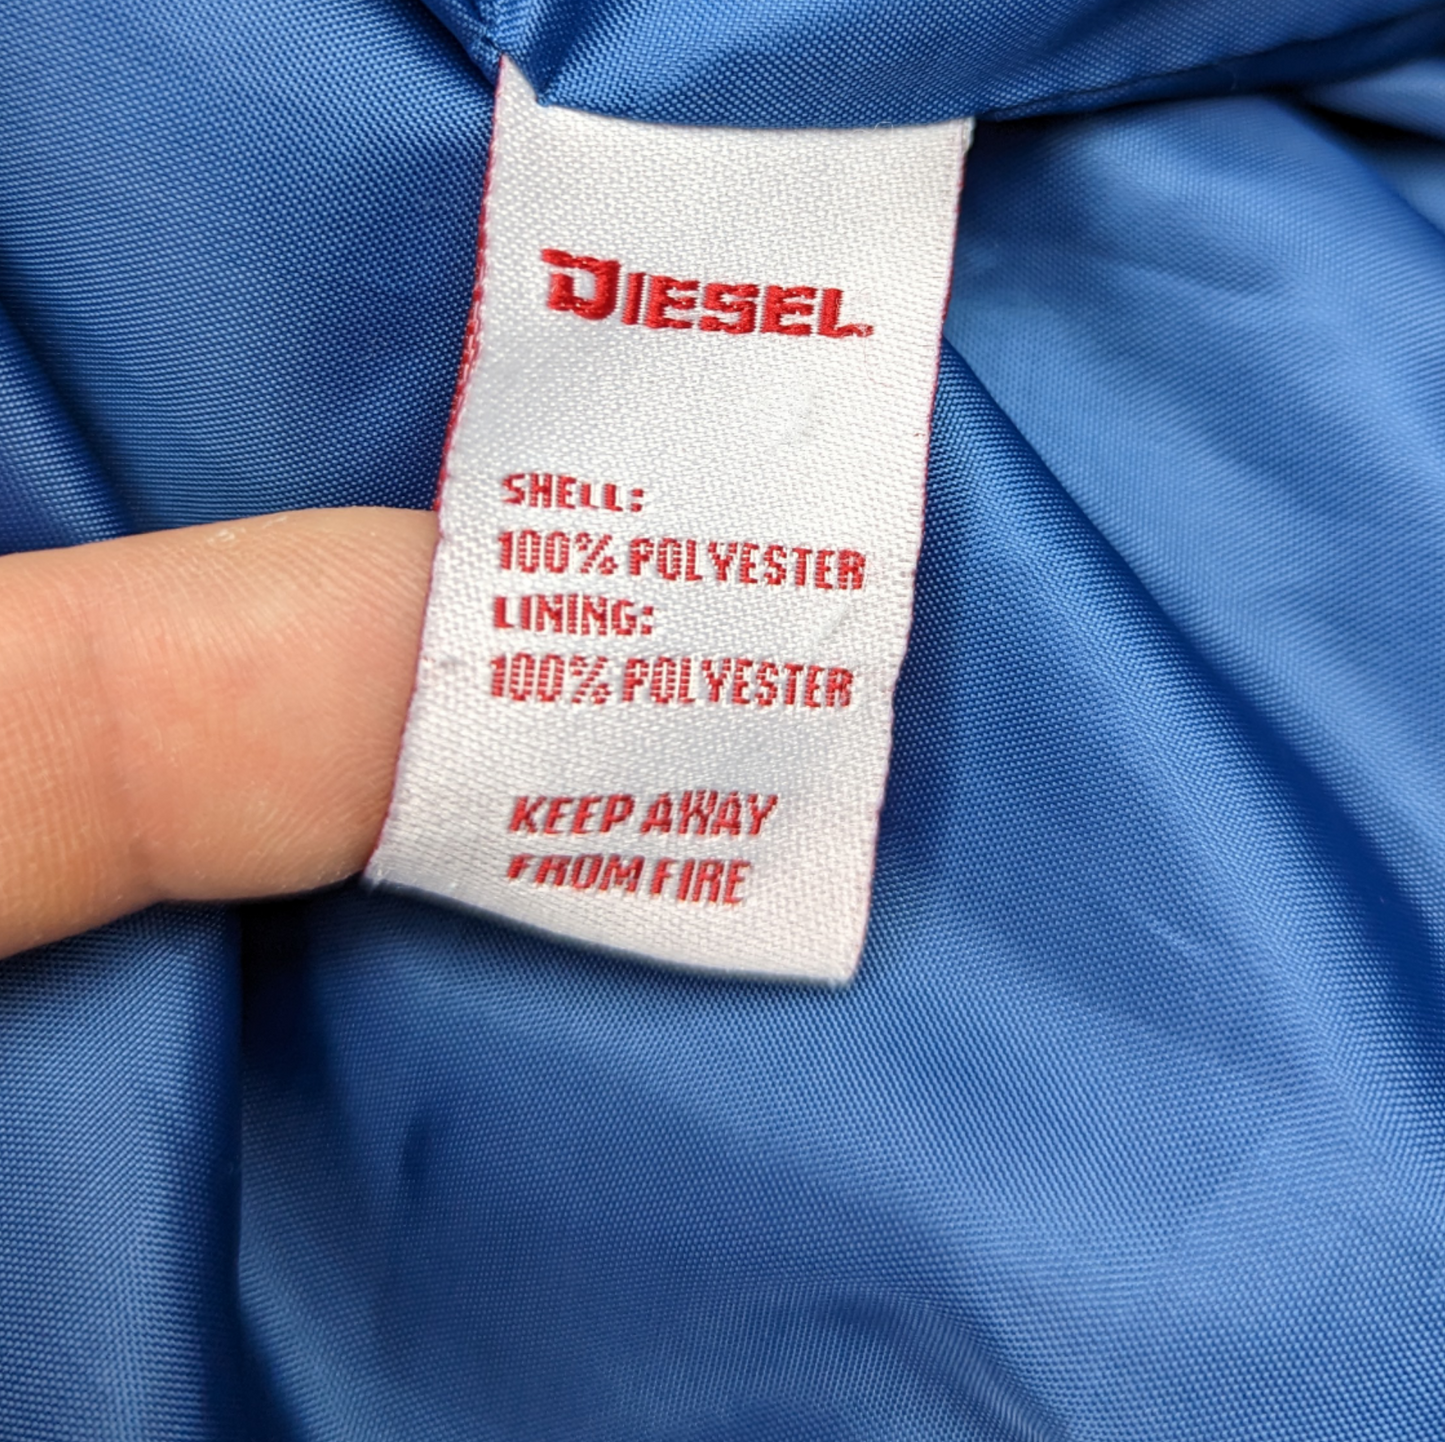 DIESEL
SHELL:
100% POLYESTER
LINING:
100% POLYESTER
KEEP AWAY
FROM FIRE